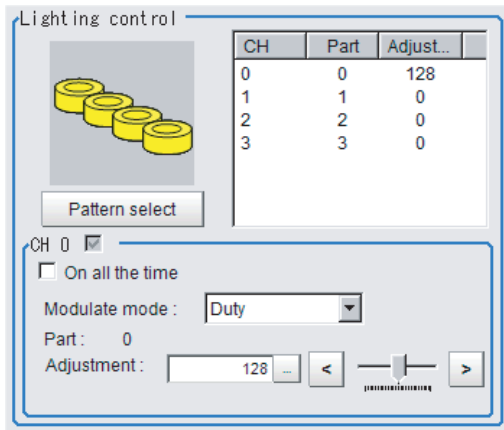 Lighting control
CH Part Adjust...
0 0 128
1 1 0
2 2 0
3 3 0
Pattern select
CH 0
On all the time
Modulate mode : Duty
Part : 0
Adjustment : 128 ... < >